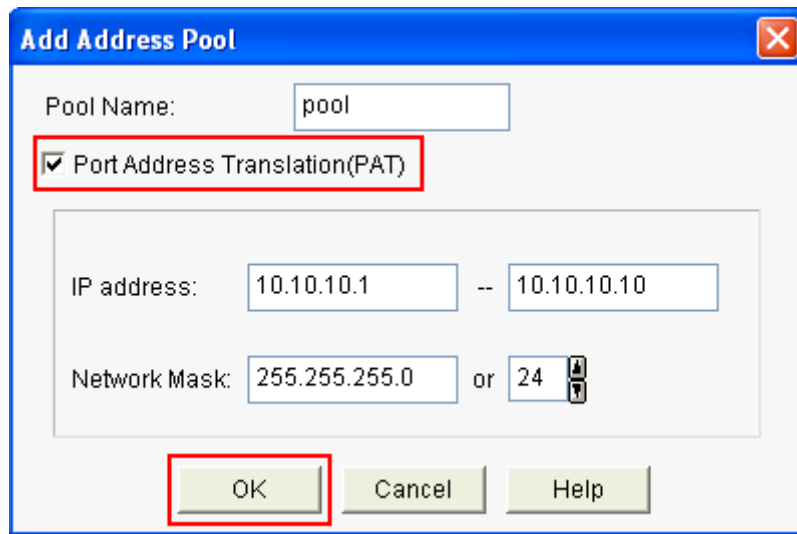 Add Address Pool
Pool Name: pool
Port Address Translation(PAT)
IP address: 10.10.10.1 -- 10.10.10.10
Network Mask: 255.255.255.0 or 24
OK Cancel Help